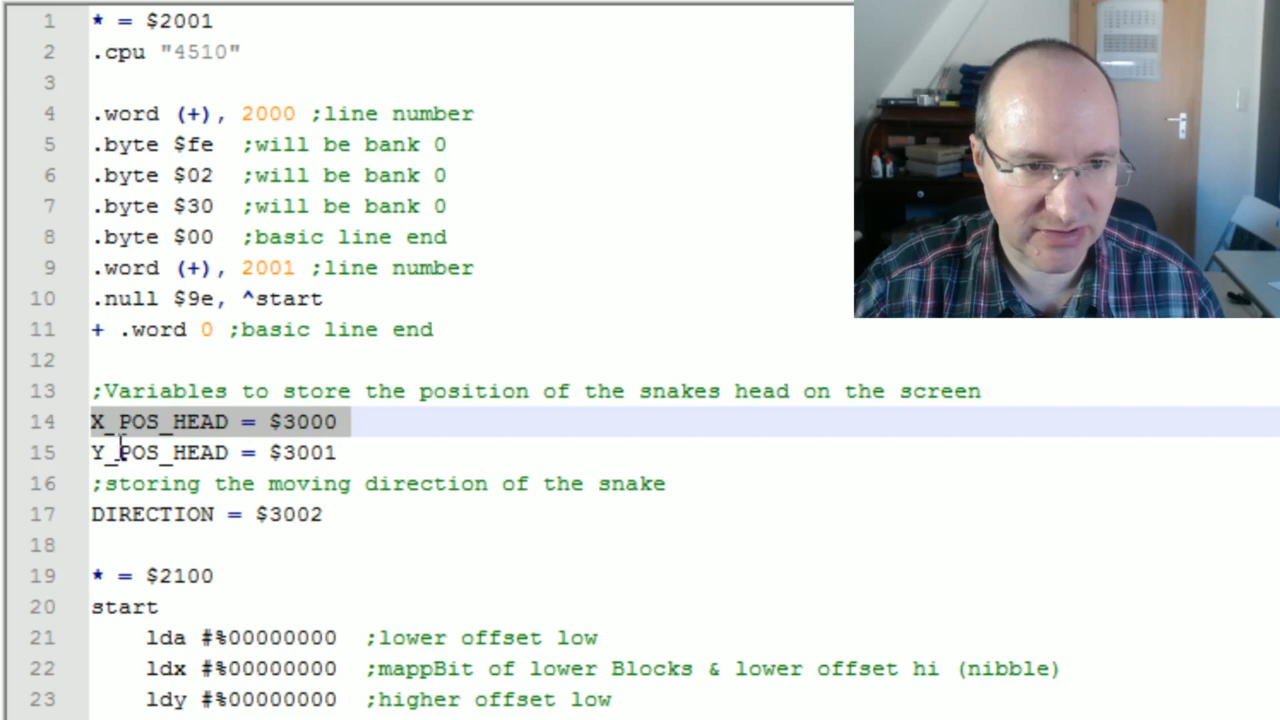 1 * = $2001
2 .cpu "4510"
3
4 .word (+), 2000 ;line number
5 .byte $fe ;will be bank 0
6 .byte $02 ;will be bank 0
7 .byte $30 ;will be bank 0
8 .byte $00 ;basic line end
9 .word (+), 2001 ;line number
10 .null $9e, ^start
11 + .word 0 ;basic line end
12
13 ;Variables to store the position of the snakes head on the screen
14 X_POS_HEAD = $3000
15 Y_POS_HEAD = $3001
16 ;storing the moving direction of the snake
17 DIRECTION = $3002
18
19 * = $2100
20 start
21 lda #%00000000 ;lower offset low
22 ldx #%00000000 ;mappBit of lower Blocks & lower offset hi (nibble)
23 ldy #%00000000 ;higher offset low